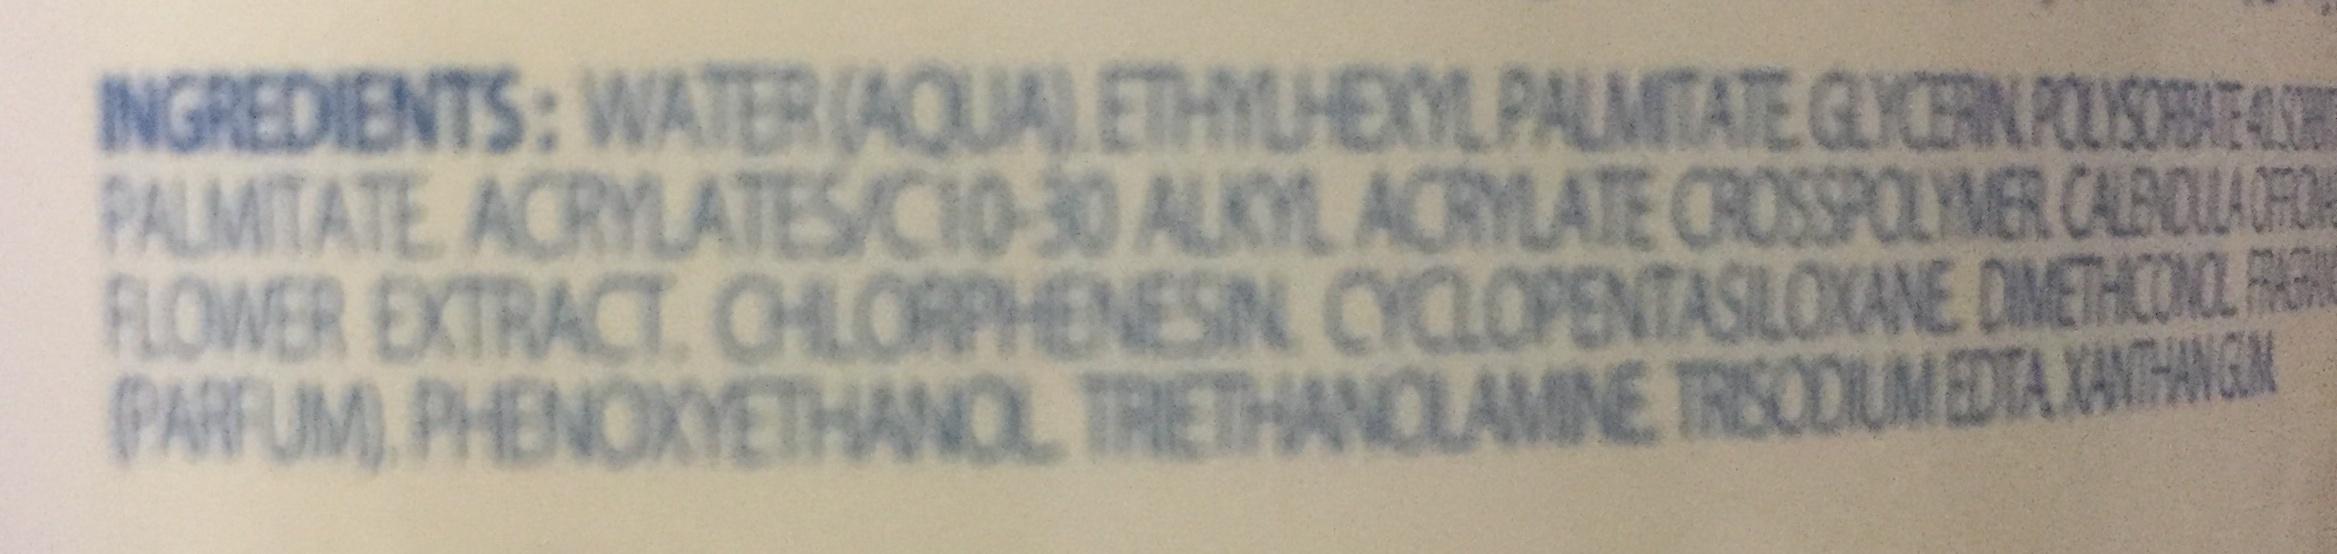 INGREDIENTS: WATER (AQUA), ETHYLHEXYL PALMITATE, GLYCERIN,
PALMITATE, ACRYLATES/C10-30 ALKYL ACRYLATE CROSSPOLYMER, CALENDULA
FLOWER EXTRACT, CHLORPHENESIN, CYCLOPENTASILOXANE, DIMETHICONOL,
(PARFUM), PHENOXYETHANOL, TRIETHANOLAMINE, TRISODIUM EDTA, XANTHAN GUM